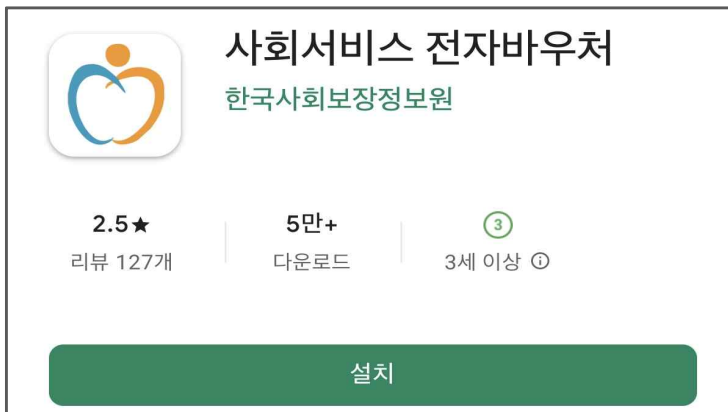 사회서비스 전자바우처
한국사회보장정보원
2.5★ 5만+ ③
리뷰 127개 다운로드 3세 이상 ⓘ
설치